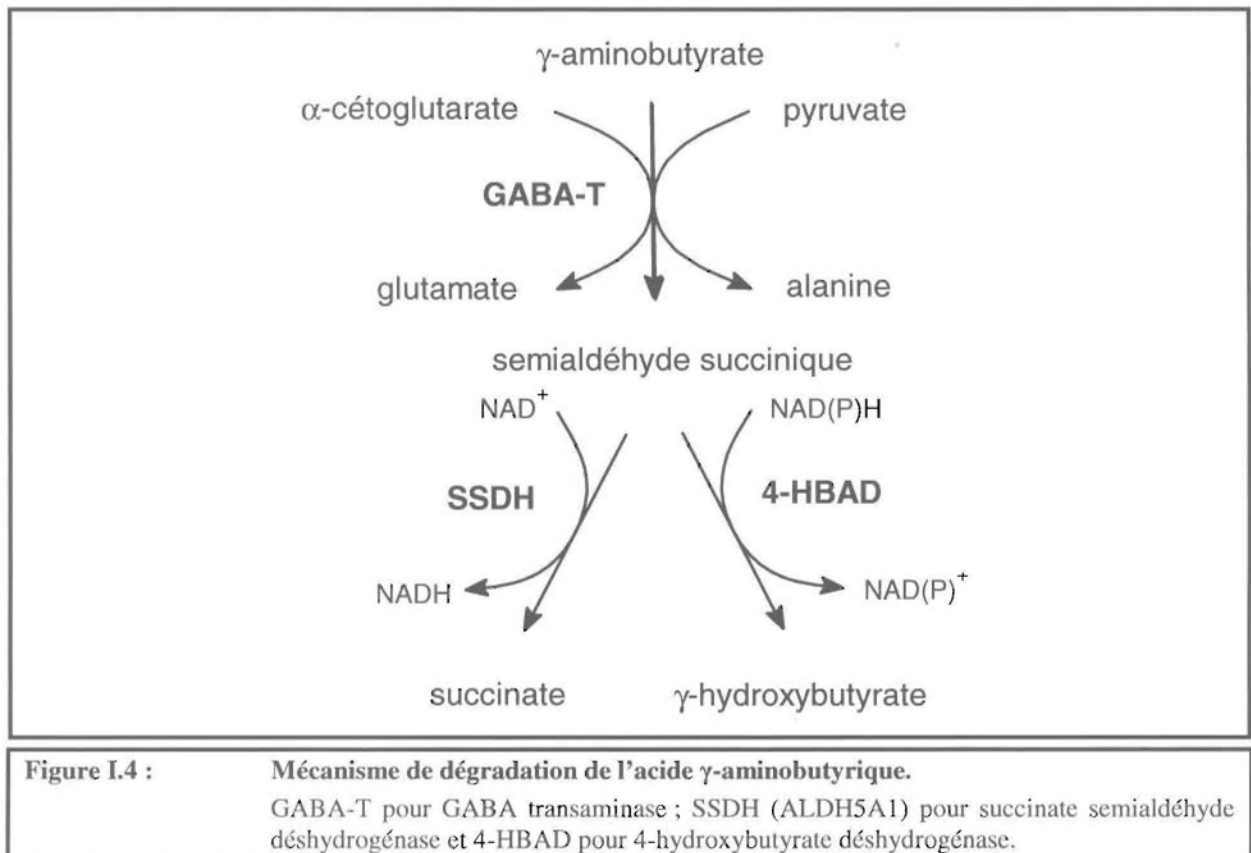 γ-aminobutyrate
α-cétoglutarate pyruvate
GABA-T
glutamate alanine
semialdéhyde succinique
NAD+ NAD(P)H
SSDH 4-HBAD
NADH NAD(P)+
succinate γ-hydroxybutyrate
Figure I.4 : Mécanisme de dégradation de l'acide γ-aminobutyrique.
GABA-T pour GABA transaminase ; SSDH (ALDH5A1) pour succinate semialdéhyde
déshydrogénase et 4-HBAD pour 4-hydroxybutyrate déshydrogénase.